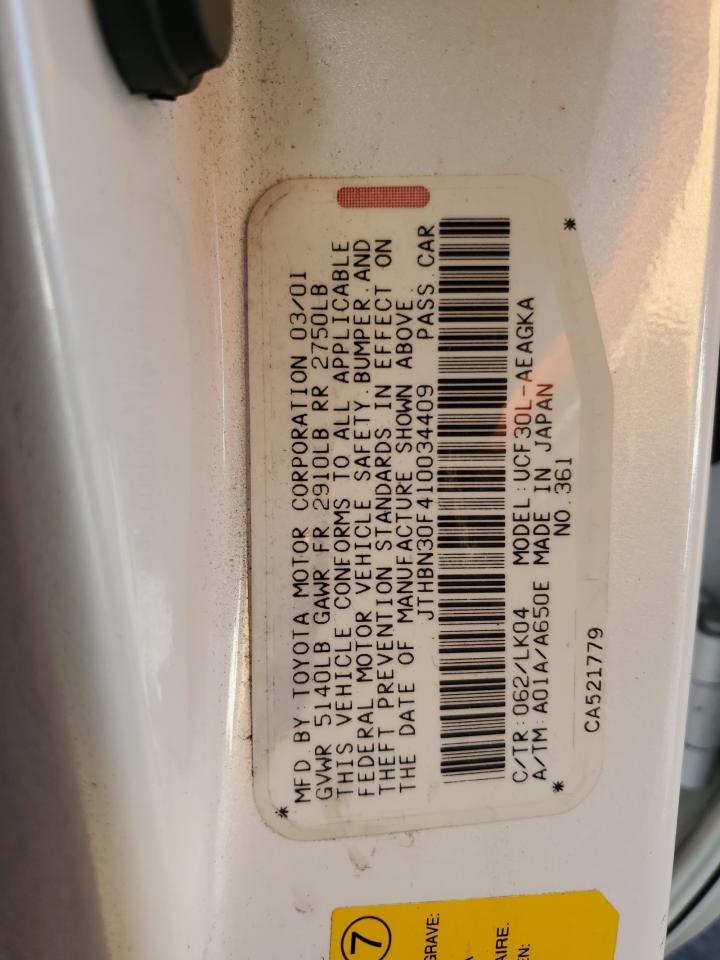 MFD BY: TOYOTA MOTOR CORPORATION 03/01
GVWR 5140LB GAWR FR 2910LB RR 2750LB
THIS VEHICLE CONFORMS TO ALL APPLICABLE
FEDERAL MOTOR VEHICLE SAFETY, BUMPER, AND
THEFT PREVENTION STANDARDS IN EFFECT ON
THE DATE OF MANUFACTURE SHOWN ABOVE.
JTHBN30F410034409 PASS. CAR
C/TR: 062/LK04 MODEL: UCF30L-AEAGKA
A/TM: A01A/A650E MADE IN JAPAN
NO. 361
CA521779
7
GRAVE:
AIRE.
EN: